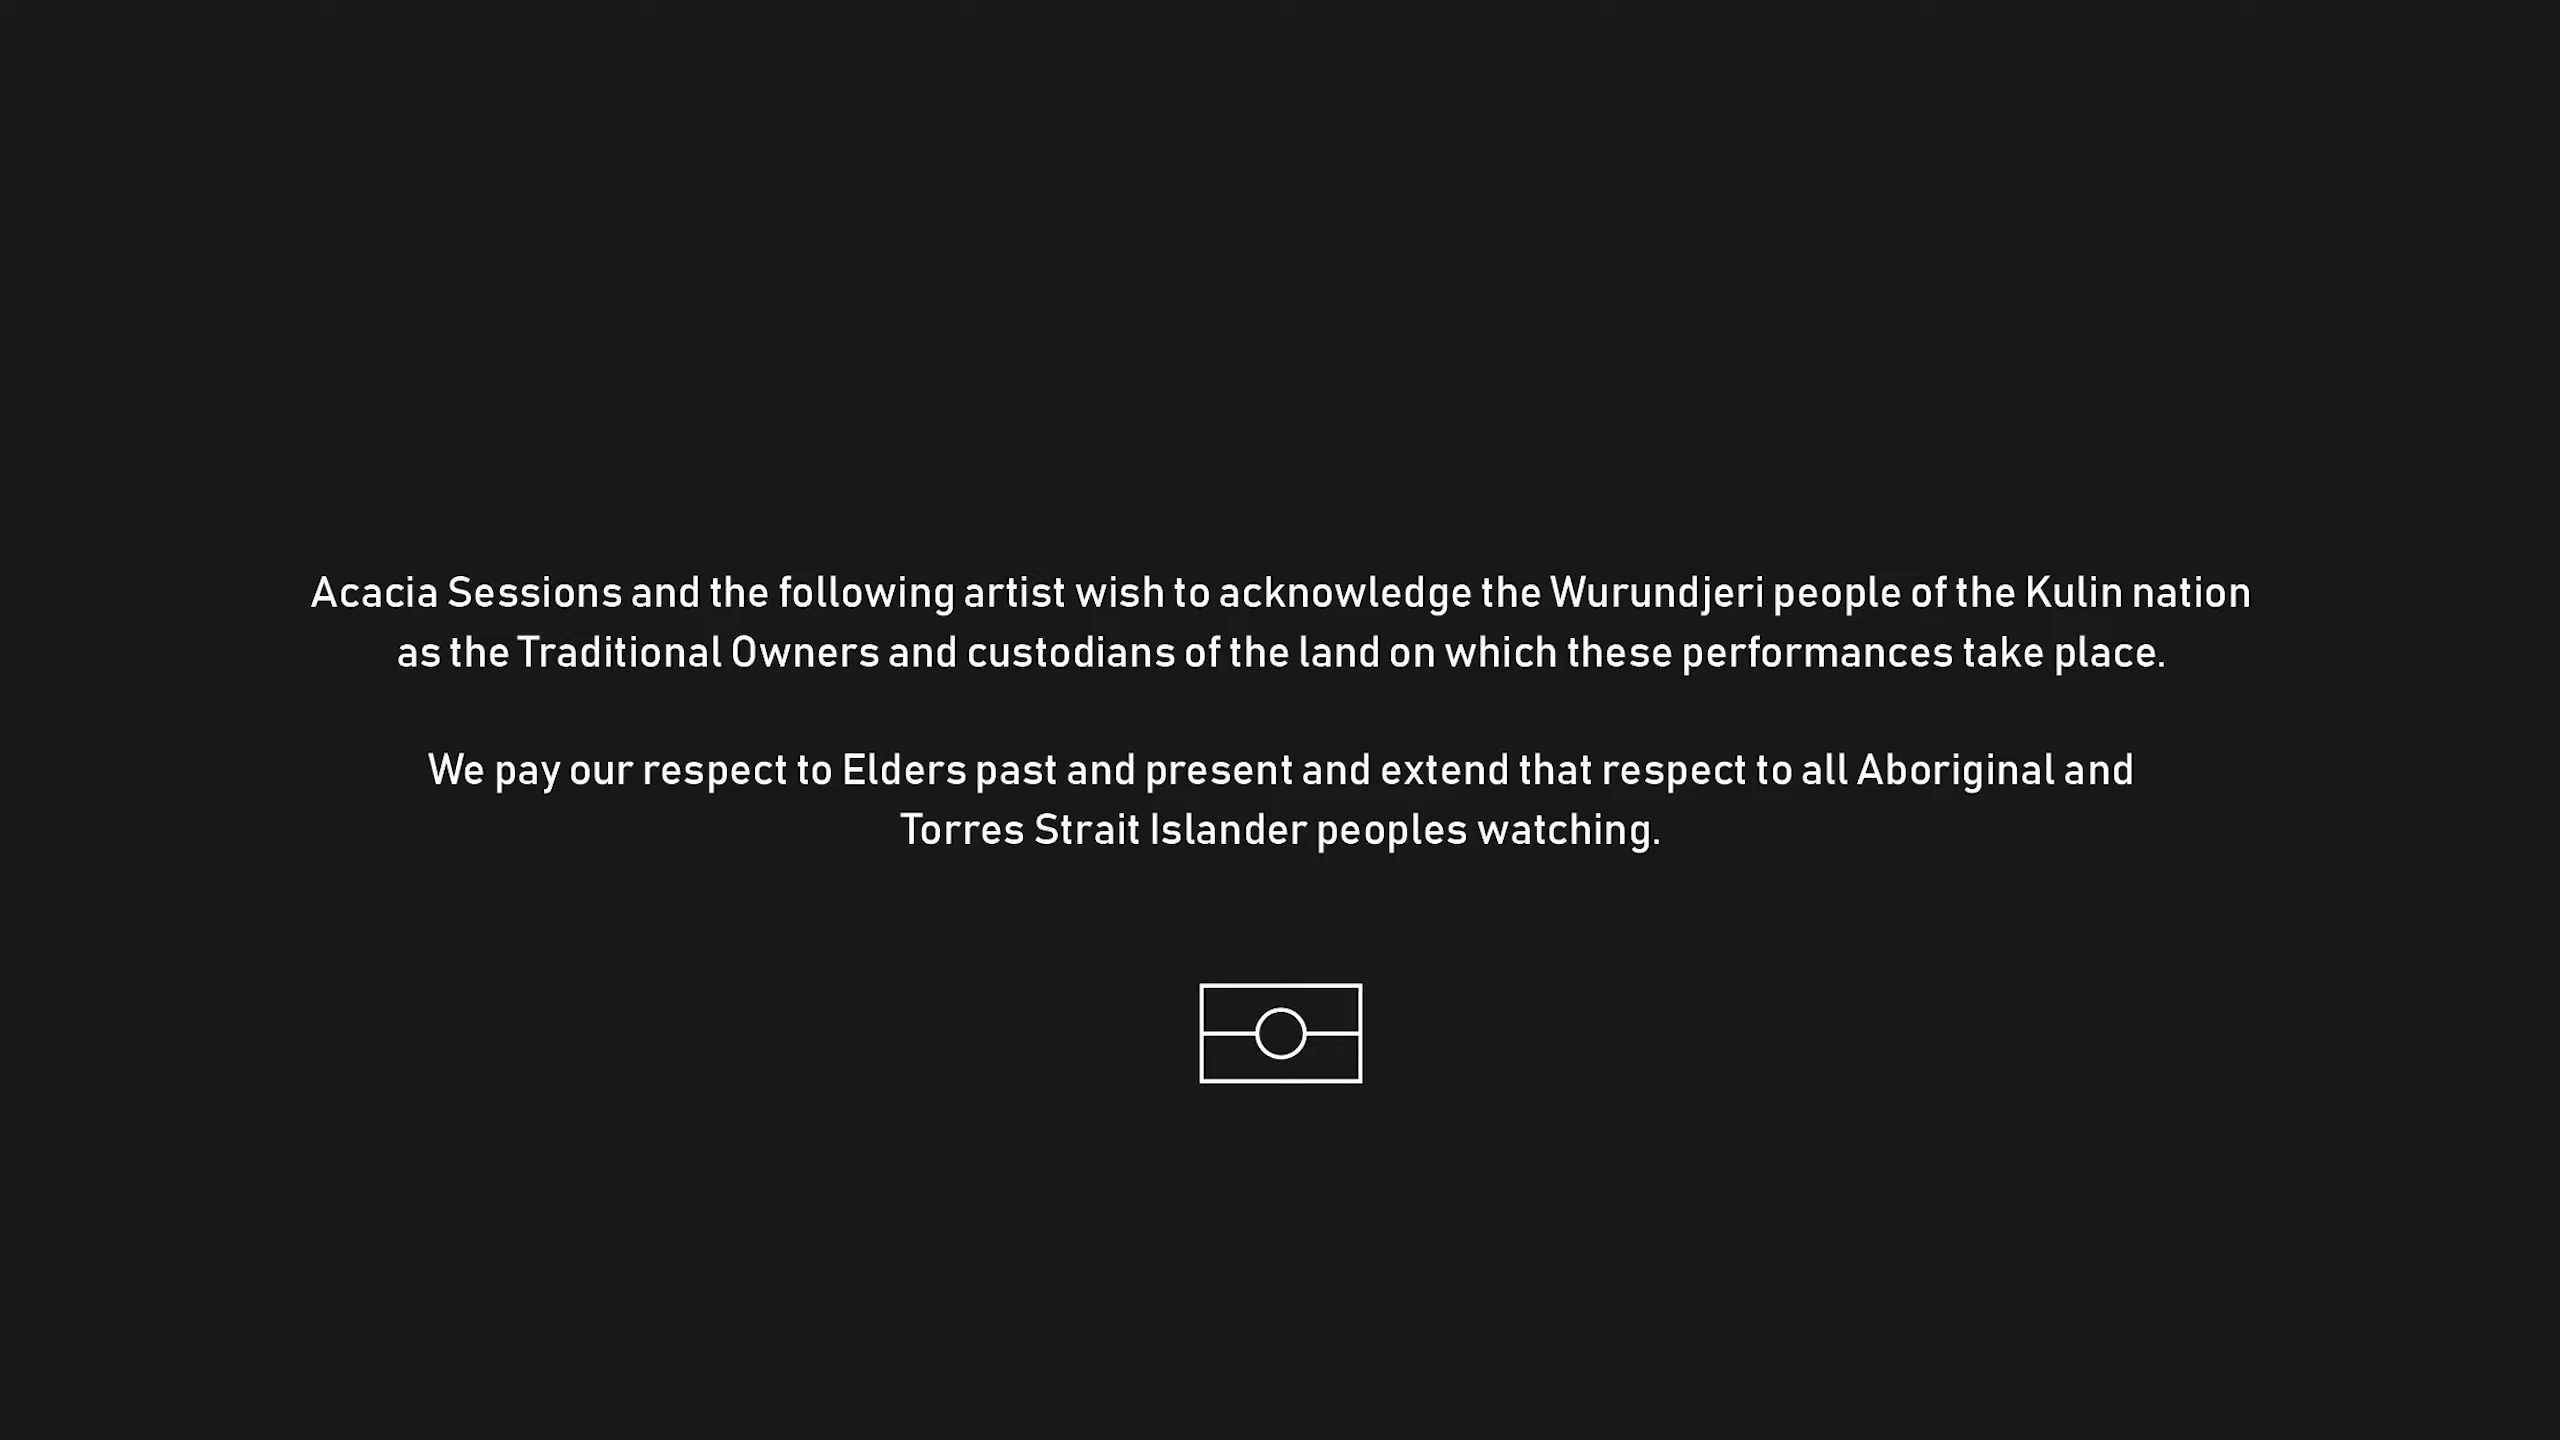 Acacia Sessions and the following artist wish to acknowledge the Wurundjeri people of the Kulin nation
as the Traditional Owners and custodians of the land on which these performances take place.
We pay our respect to Elders past and present and extend that respect to all Aboriginal and
Torres Strait Islander peoples watching.